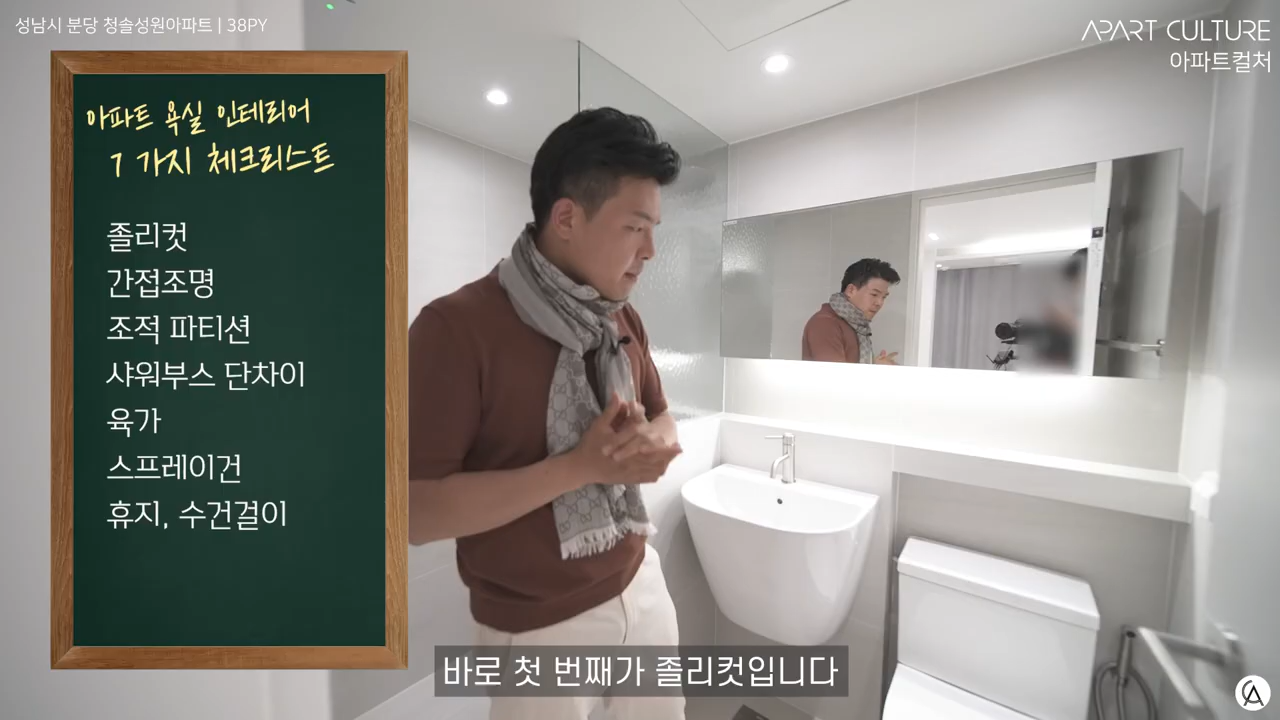 성남시 분당 청솔성원아파트 | 38PY
APART CULTURE
아파트컬처
아파트 욕실 인테리어
7 가지 체크리스트
졸리컷
간접조명
조적 파티션
샤워부스 단차이
육가
스프레이건
휴지, 수건걸이
바로 첫 번째가 졸리컷입니다